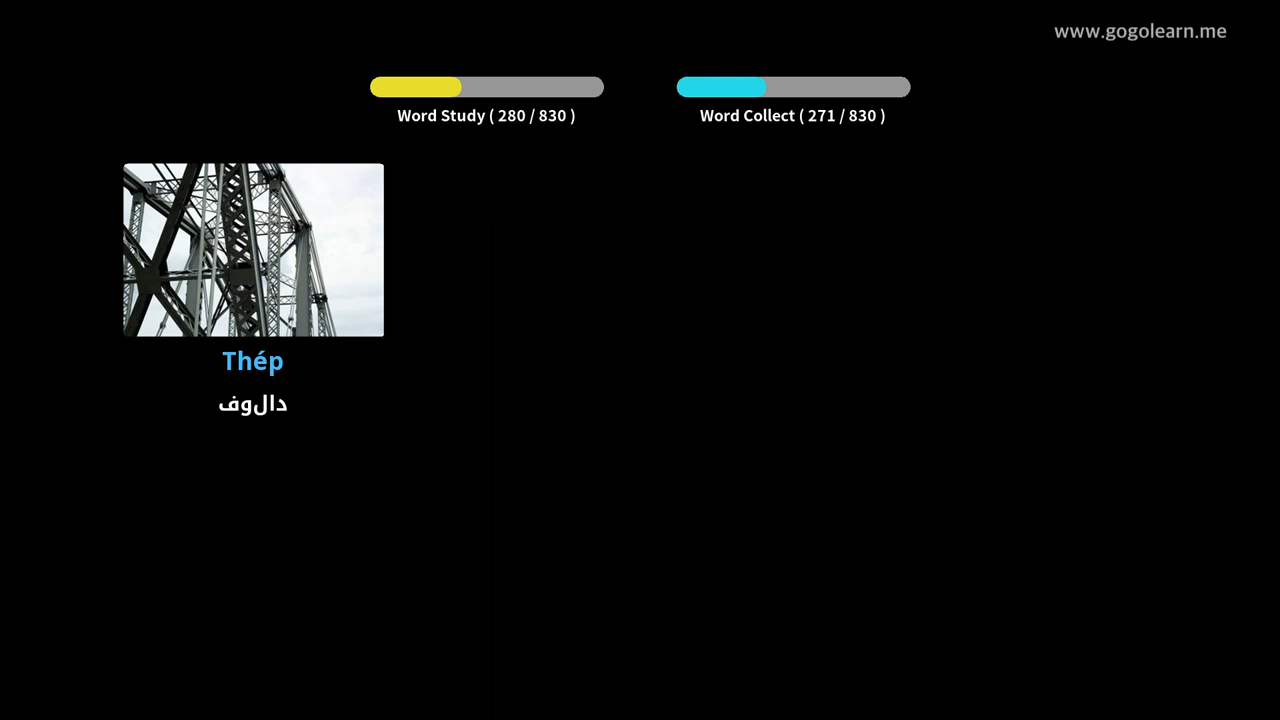 www.gogolearn.me
Word Study ( 280 / 830 )
Word Collect ( 271 / 830 )
Thép
دالوف